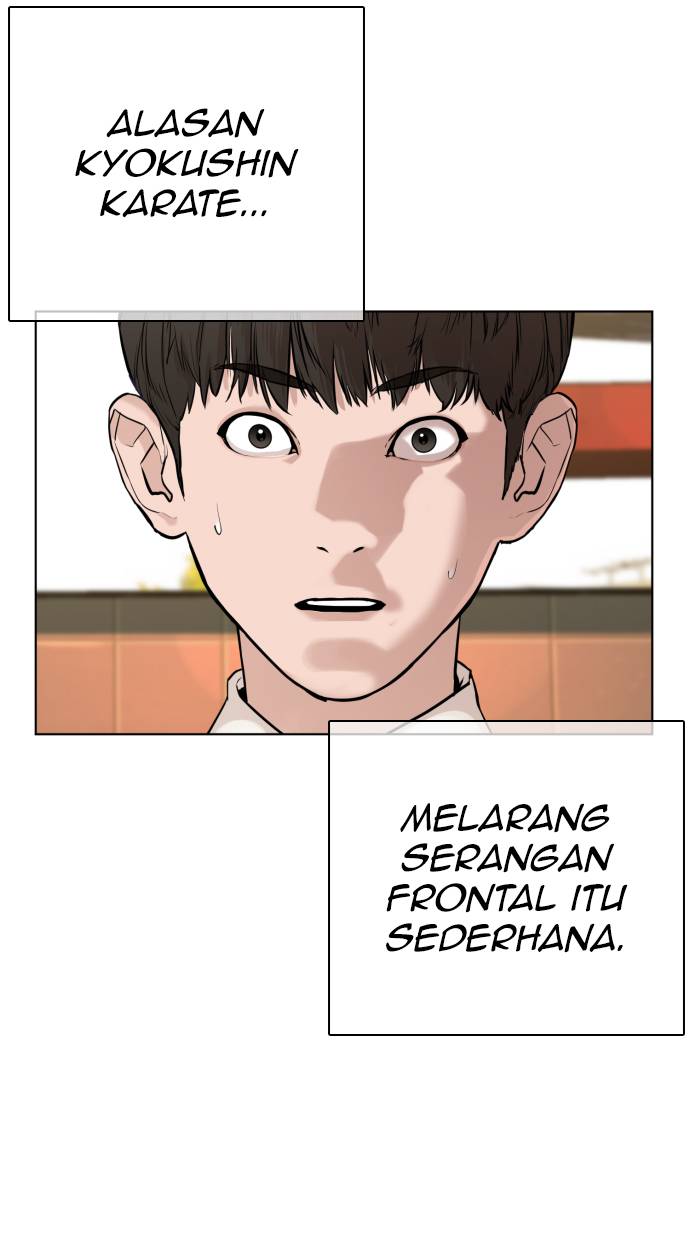 ALASAN
KYOKUSHIN
KARATE...
MELARANG
SERANGAN
FRONTAL ITU
SEDERHANA.